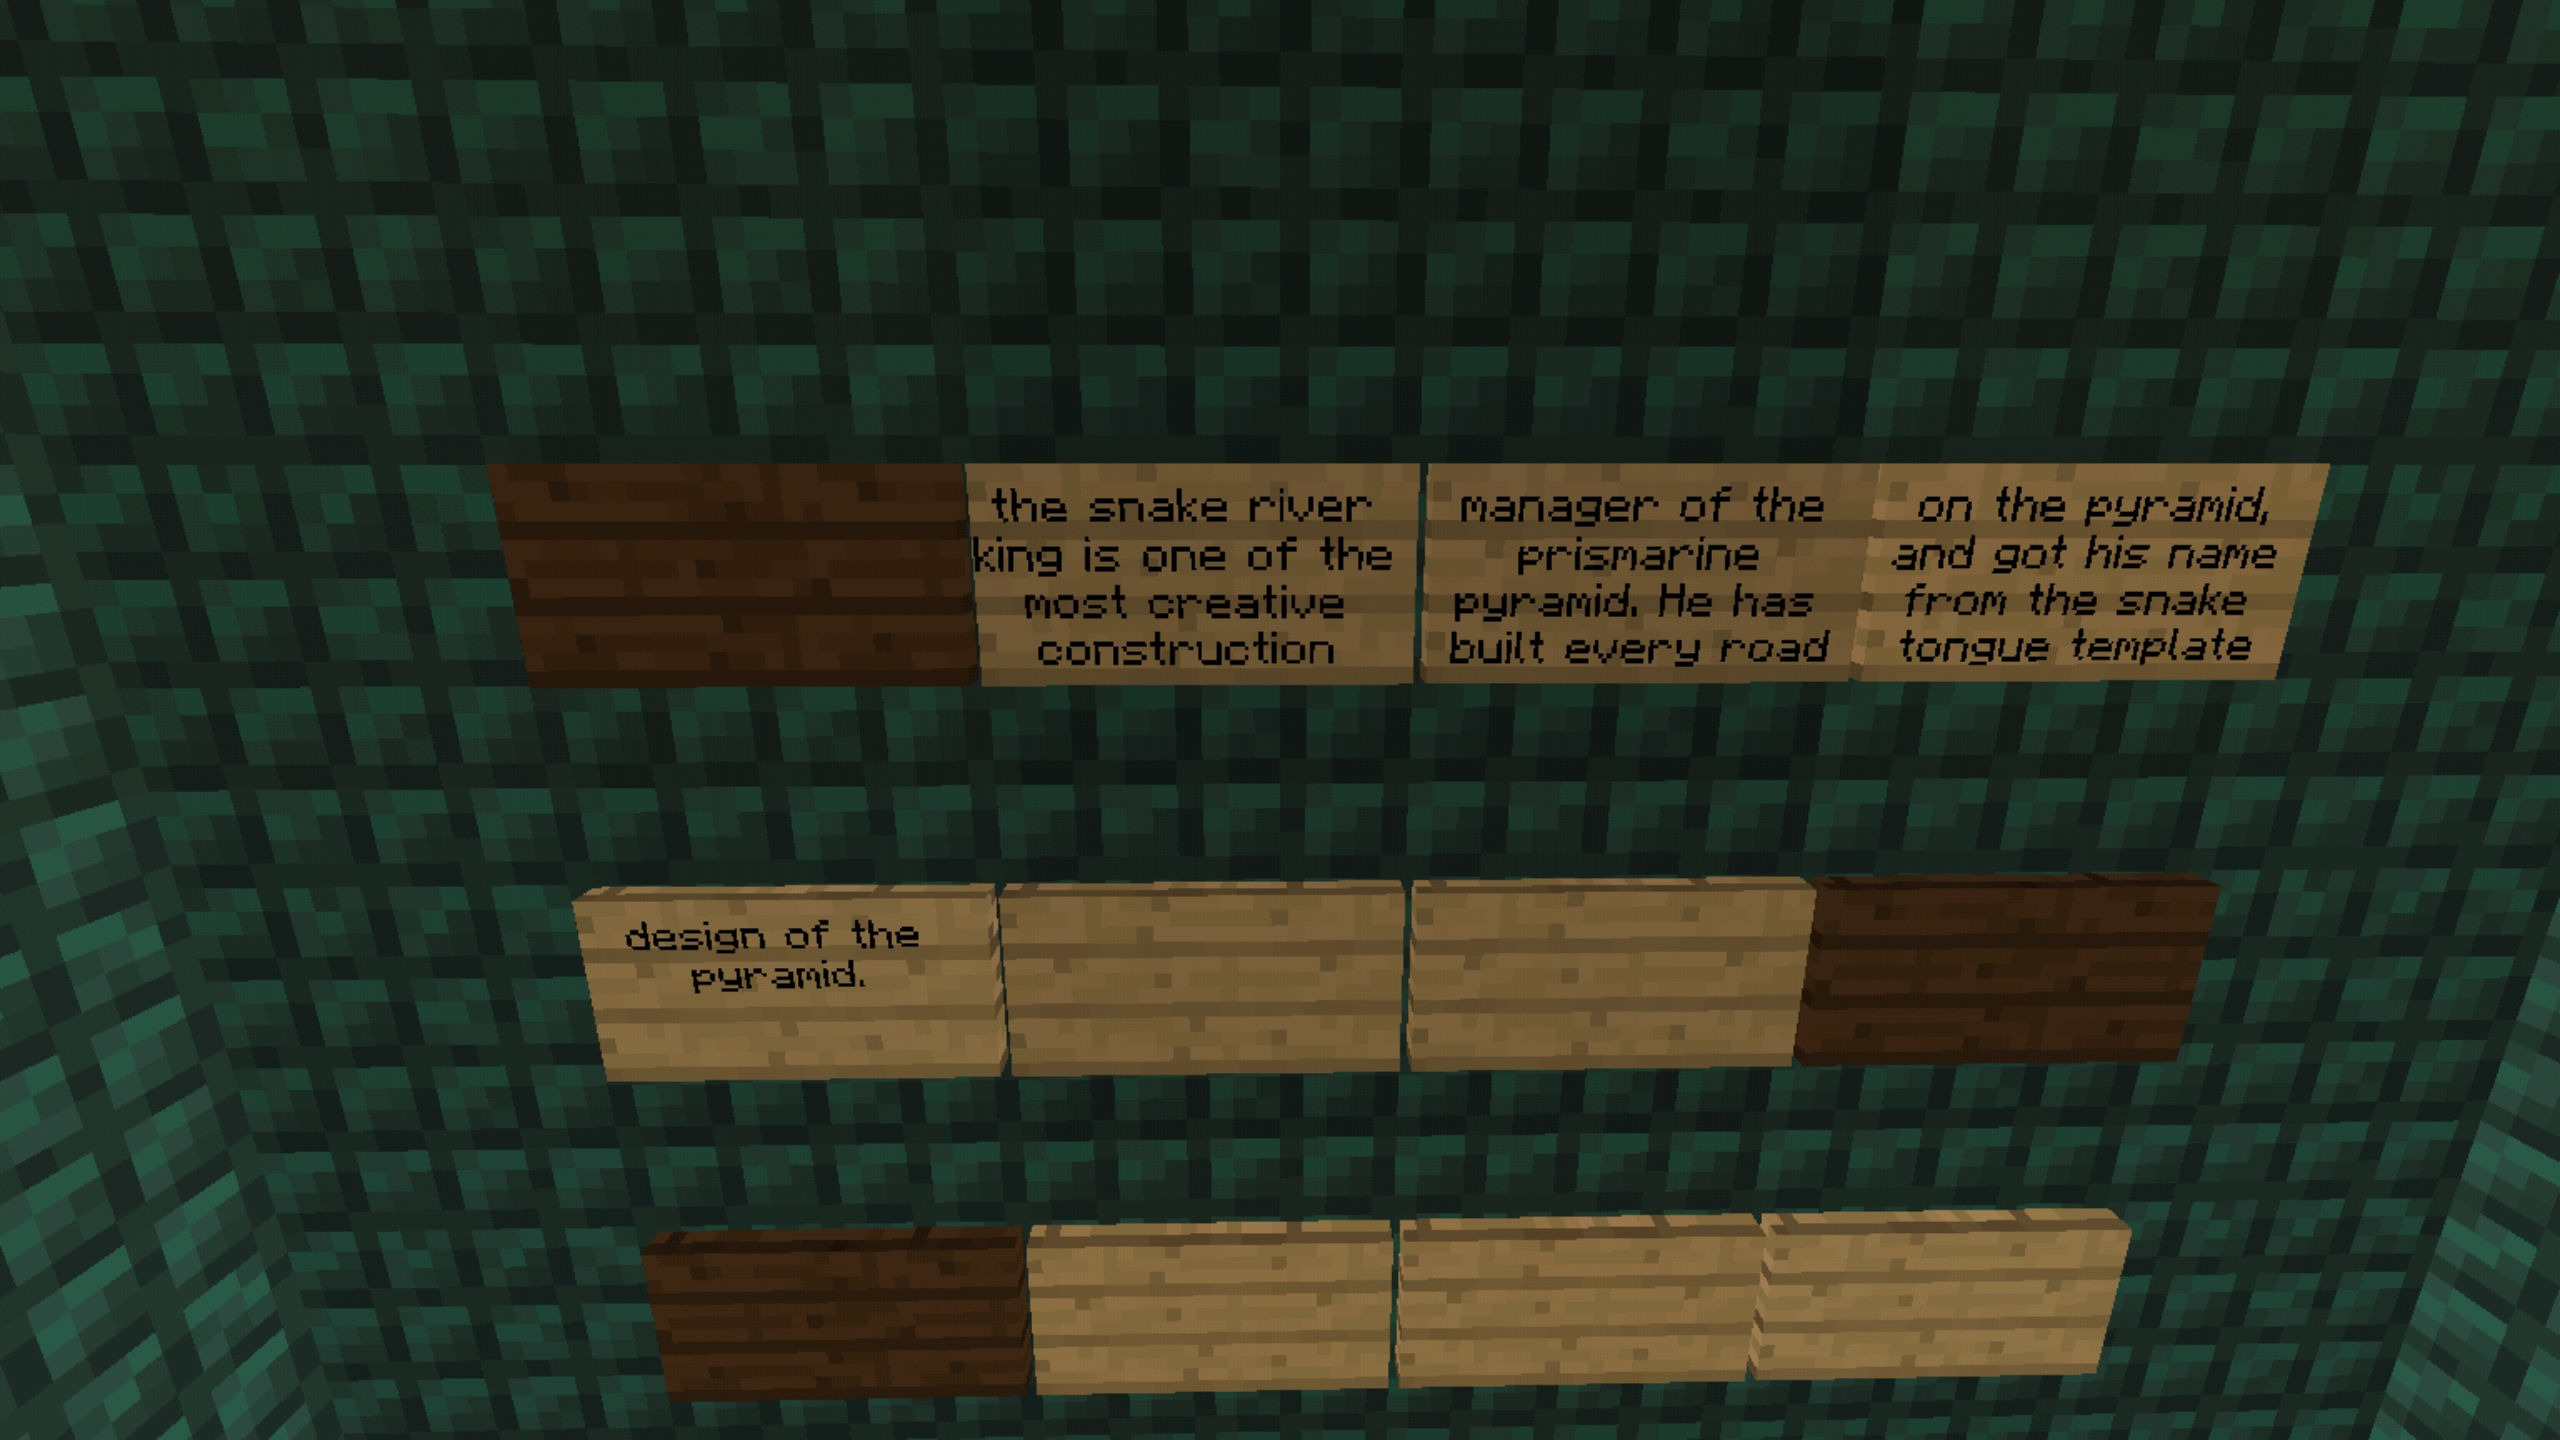 the snake river
king is one of the
most creative
construction
manager of the
prismarine
pyramid. He has
built every road
on the pyramid,
and got his name
from the snake
tongue template
design of the
pyramid.